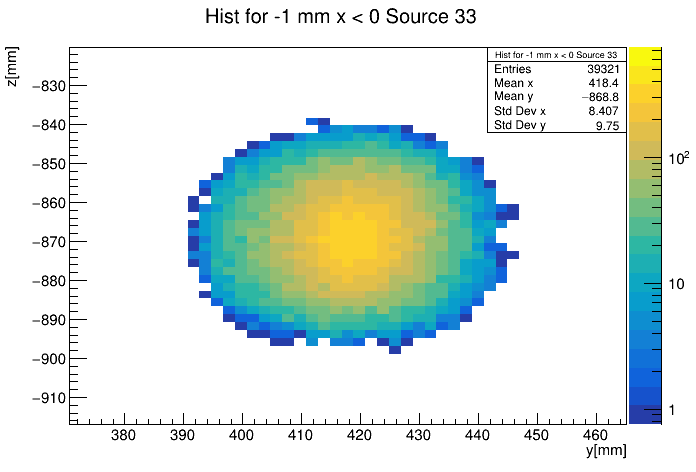 Hist for -1 mm x < 0 Source 33
z[mm]
Hist for -1 mm x < 0 Source 33
Entries 39321
Mean x 418.4
Mean y −868.8
Std Dev x 8.407
Std Dev y 9.75
−830
−840
−850
−860
−870
−880
−890
−900
−910
380 390 400 410 420 430 440 450 460
y[mm]
10²
10
1